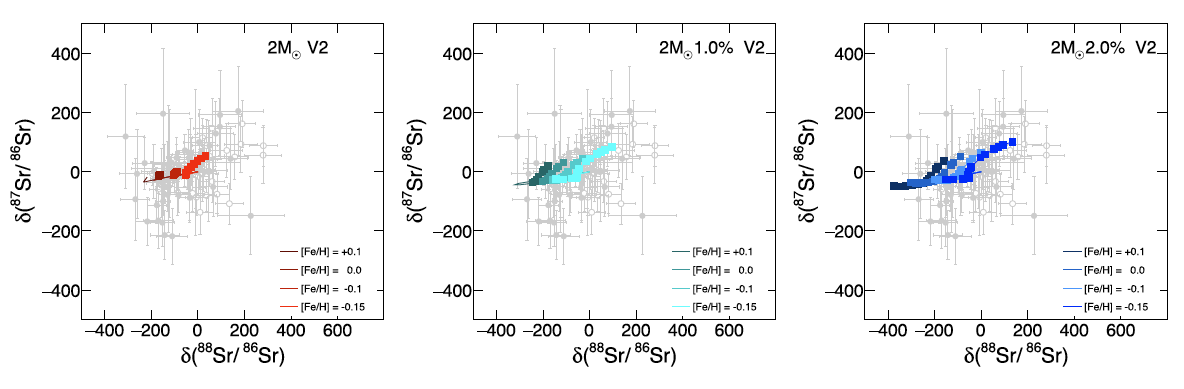 2M☉ V2
δ(⁸⁷Sr/⁸⁶Sr)
400
200
0
−200
−400
[Fe/H] = +0.1
[Fe/H] = 0.0
[Fe/H] = -0.1
[Fe/H] = -0.15
−400 −200 0 200 400 600
δ(⁸⁸Sr/⁸⁶Sr)
2M☉1.0% V2
δ(⁸⁷Sr/⁸⁶Sr)
400
200
0
−200
−400
[Fe/H] = +0.1
[Fe/H] = 0.0
[Fe/H] = -0.1
[Fe/H] = -0.15
−400 −200 0 200 400 600
δ(⁸⁸Sr/⁸⁶Sr)
2M☉2.0% V2
δ(⁸⁷Sr/⁸⁶Sr)
400
200
0
−200
−400
[Fe/H] = +0.1
[Fe/H] = 0.0
[Fe/H] = -0.1
[Fe/H] = -0.15
−400 −200 0 200 400 600
δ(⁸⁸Sr/⁸⁶Sr)